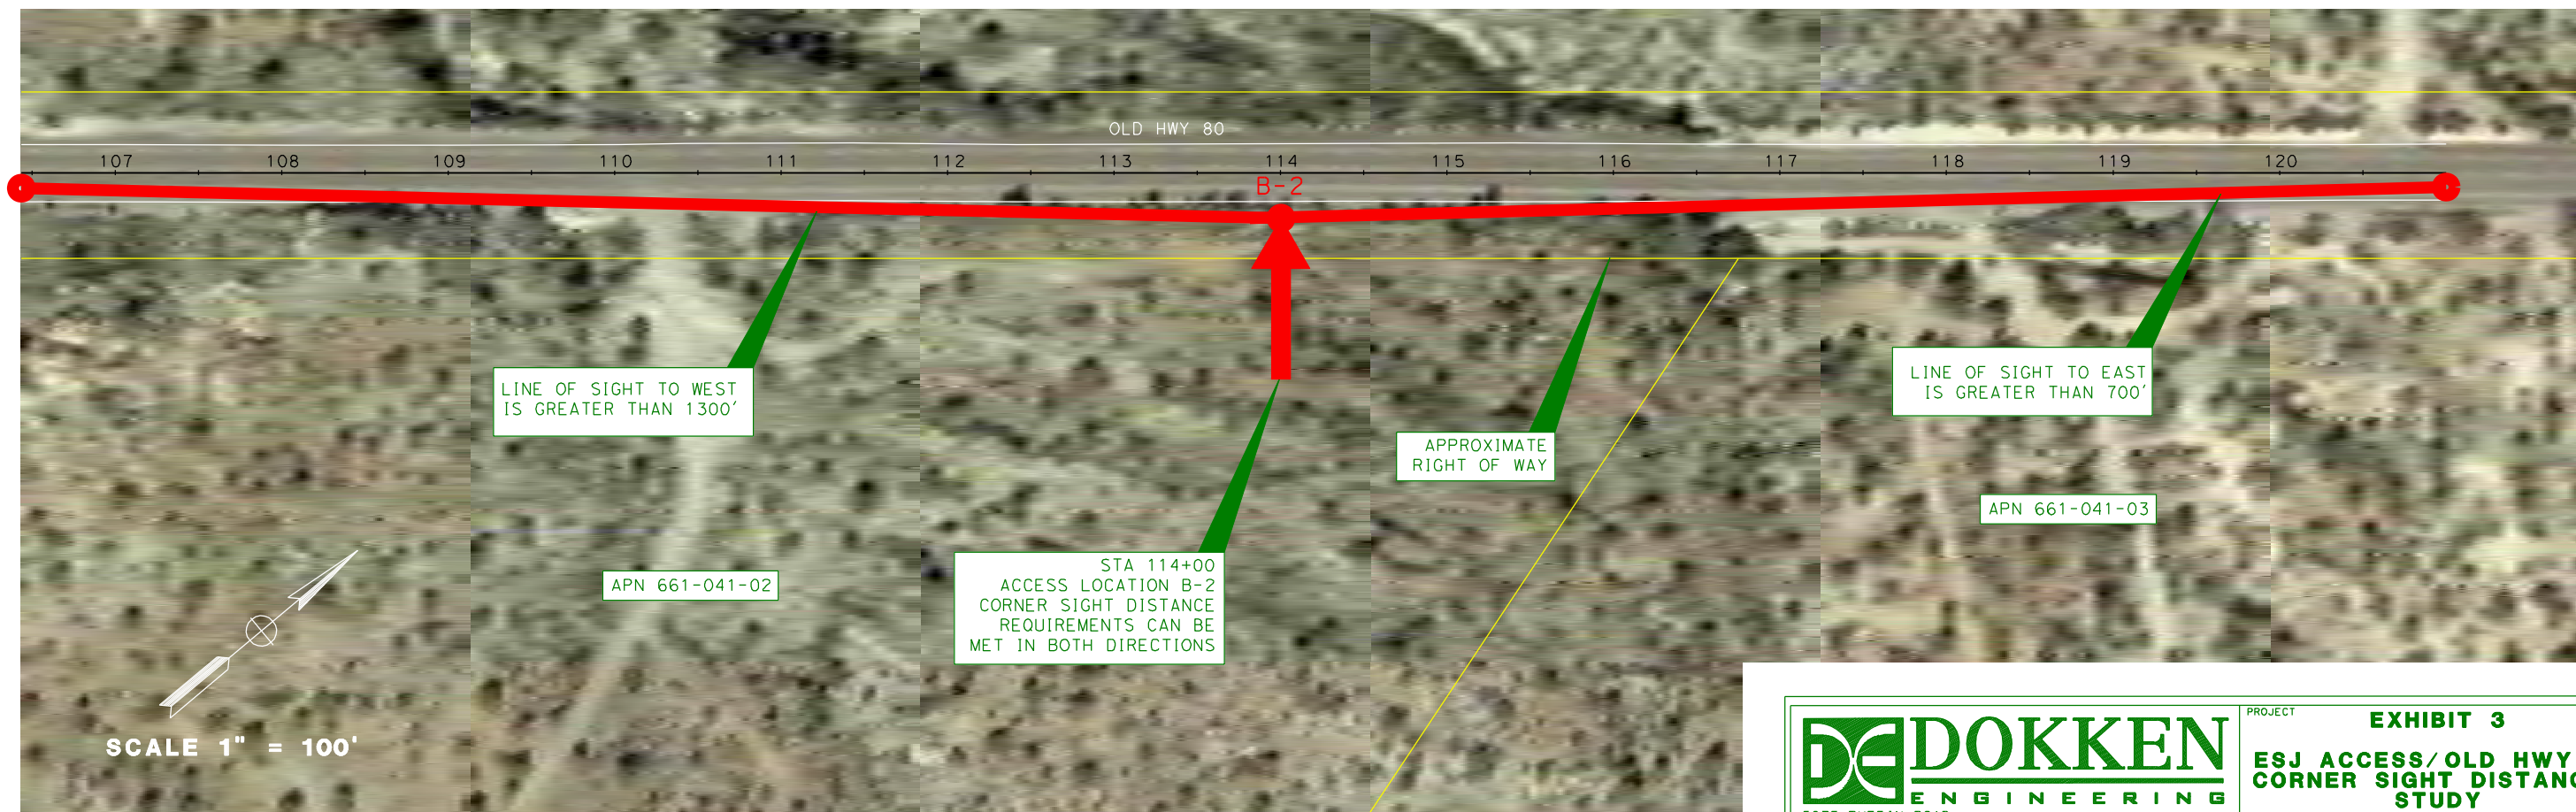 OLD HWY 80
107 108 109 110 111 112 113 114 115 116 117 118 119 120
B-2
LINE OF SIGHT TO WEST
IS GREATER THAN 1300'
LINE OF SIGHT TO EAST
IS GREATER THAN 700'
APPROXIMATE
RIGHT OF WAY
APN 661-041-03
STA 114+00
ACCESS LOCATION B-2
CORNER SIGHT DISTANCE
REQUIREMENTS CAN BE
MET IN BOTH DIRECTIONS
APN 661-041-02
SCALE 1" = 100'
DOKKEN
ENGINEERING
PROJECT
EXHIBIT 3
ESJ ACCESS/OLD HWY
CORNER SIGHT DISTANC
STUDY